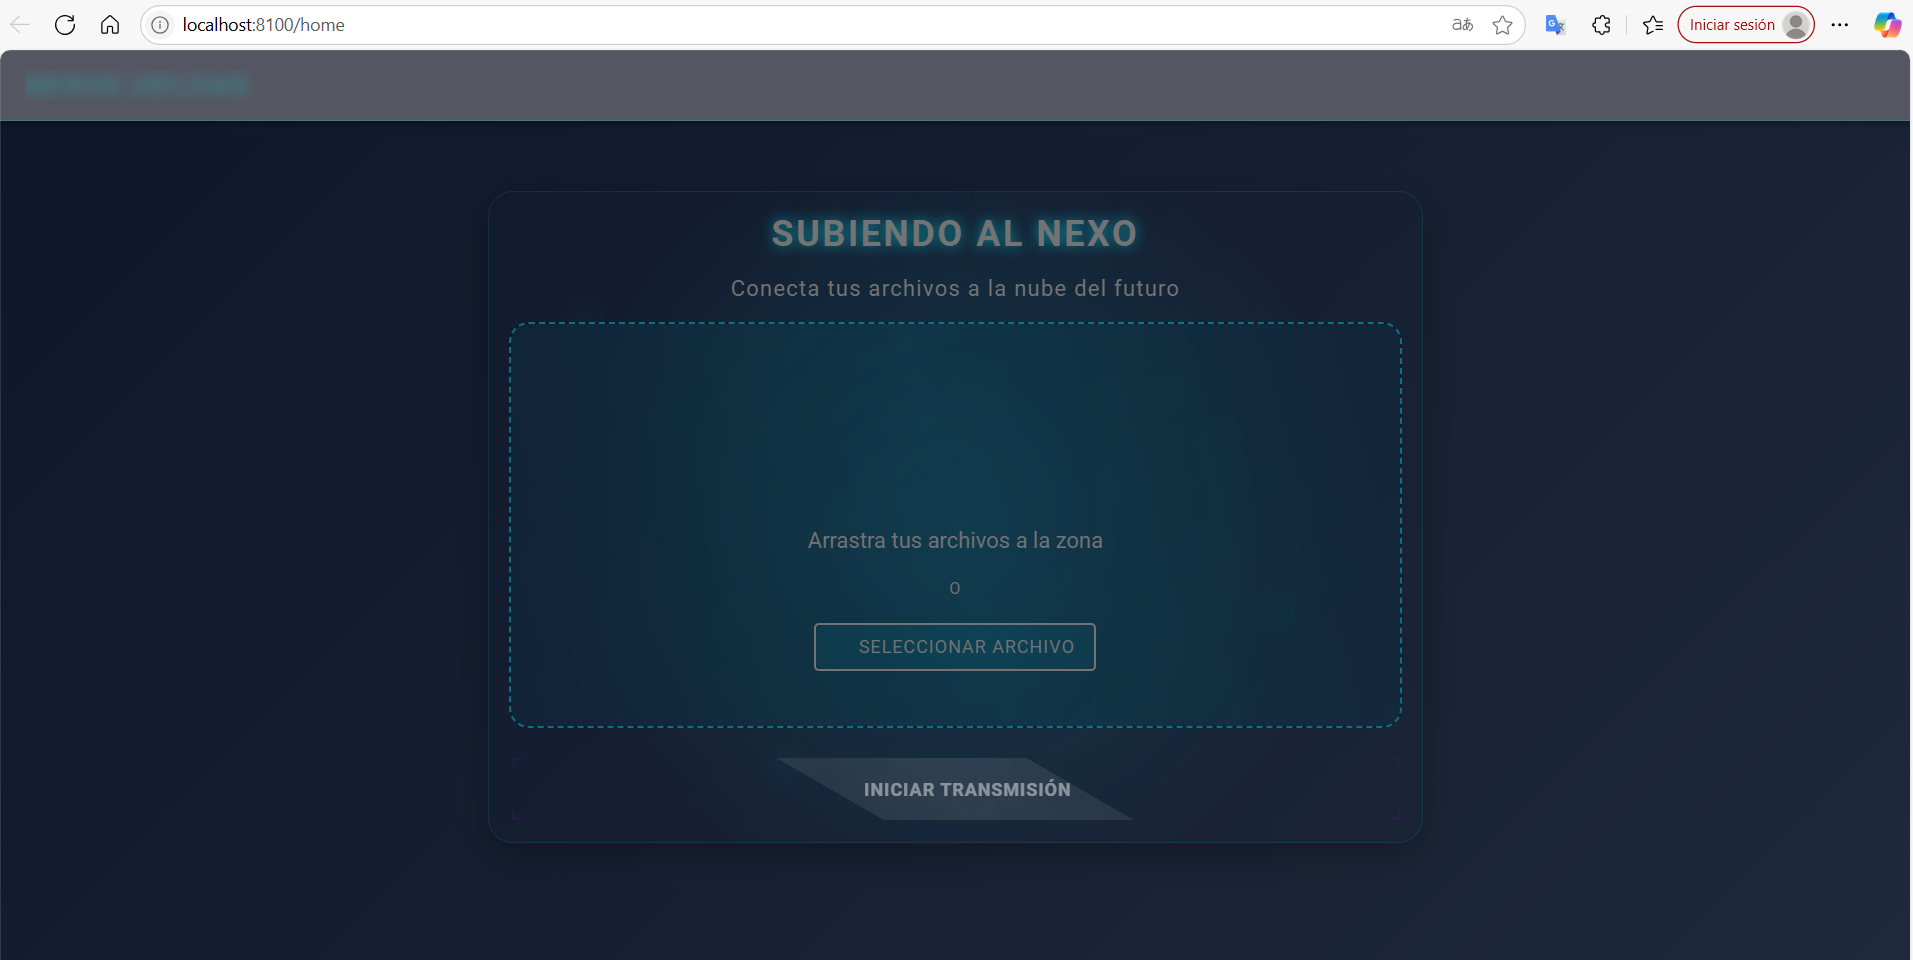 localhost:8100/home
Iniciar sesión
SUBIENDO AL NEXO
Conecta tus archivos a la nube del futuro
Arrastra tus archivos a la zona
O
SELECCIONAR ARCHIVO
INICIAR TRANSMISIÓN